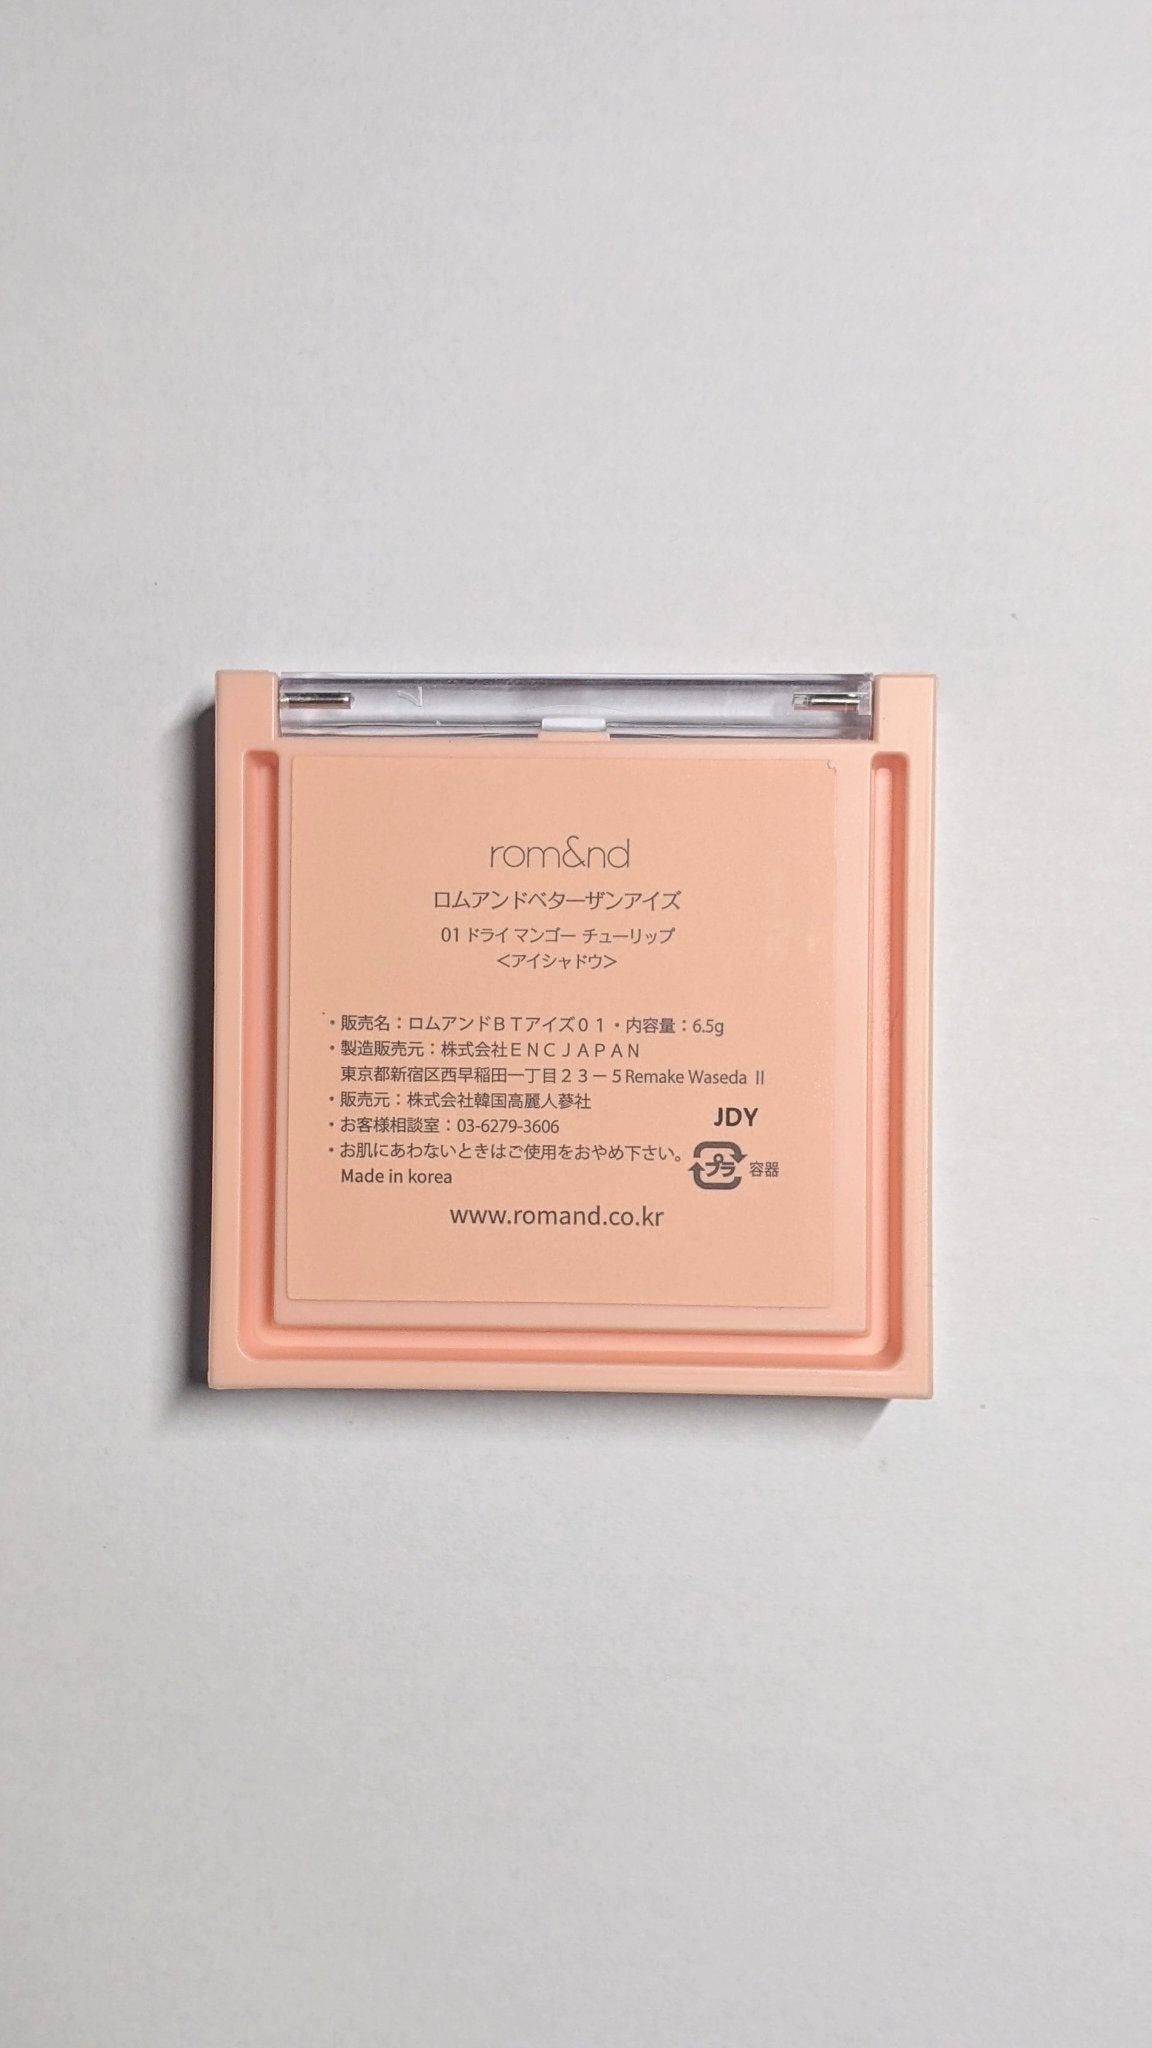 rom&nd
ロムアンドベターザンアイズ
01 ドライ マンゴー チューリップ
＜アイシャドウ＞
・販売名：ロムアンドＢＴアイズ０１・内容量：6.5g
・製造販売元：株式会社ＥＮＣＪＡＰＡＮ
東京都新宿区西早稲田一丁目２３－５Remake Waseda Ⅱ
・販売元：株式会社韓国高麗人蔘社
・お客様相談室：03-6279-3606
JDY
・お肌にあわないときはご使用をおやめ下さい。
プラ 容器
Made in korea
www.romand.co.kr